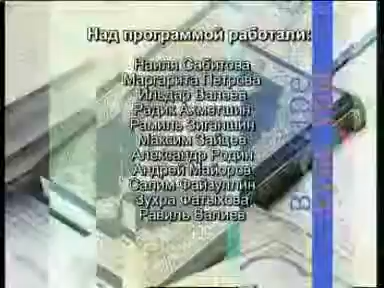 Над программой работали:
Наиля Сабитова
Маргарита Петрова
Ильдар Валеев
Радик Ахметшин
Рамиль Зиганшин
Максим Зайцев
Александр Родин
Андрей Майоров
Салим Файзуллин
Зухра Фатыхова
Равиль Валиев